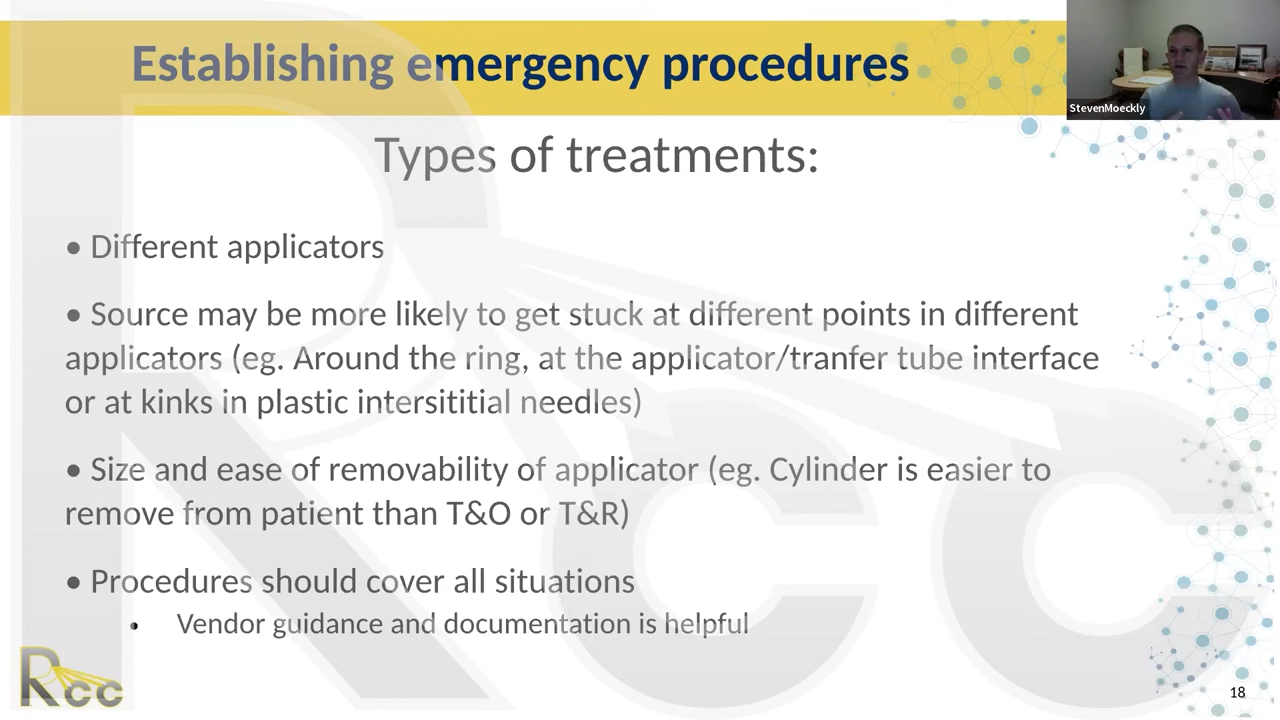 Establishing emergency procedures
StevenMoeckly
Types of treatments:
• Different applicators
• Source may be more likely to get stuck at different points in different
applicators (eg. Around the ring, at the applicator/tranfer tube interface
or at kinks in plastic intersititial needles)
• Size and ease of removability of applicator (eg. Cylinder is easier to
remove from patient than T&O or T&R)
• Procedures should cover all situations
• Vendor guidance and documentation is helpful
Rcc
18